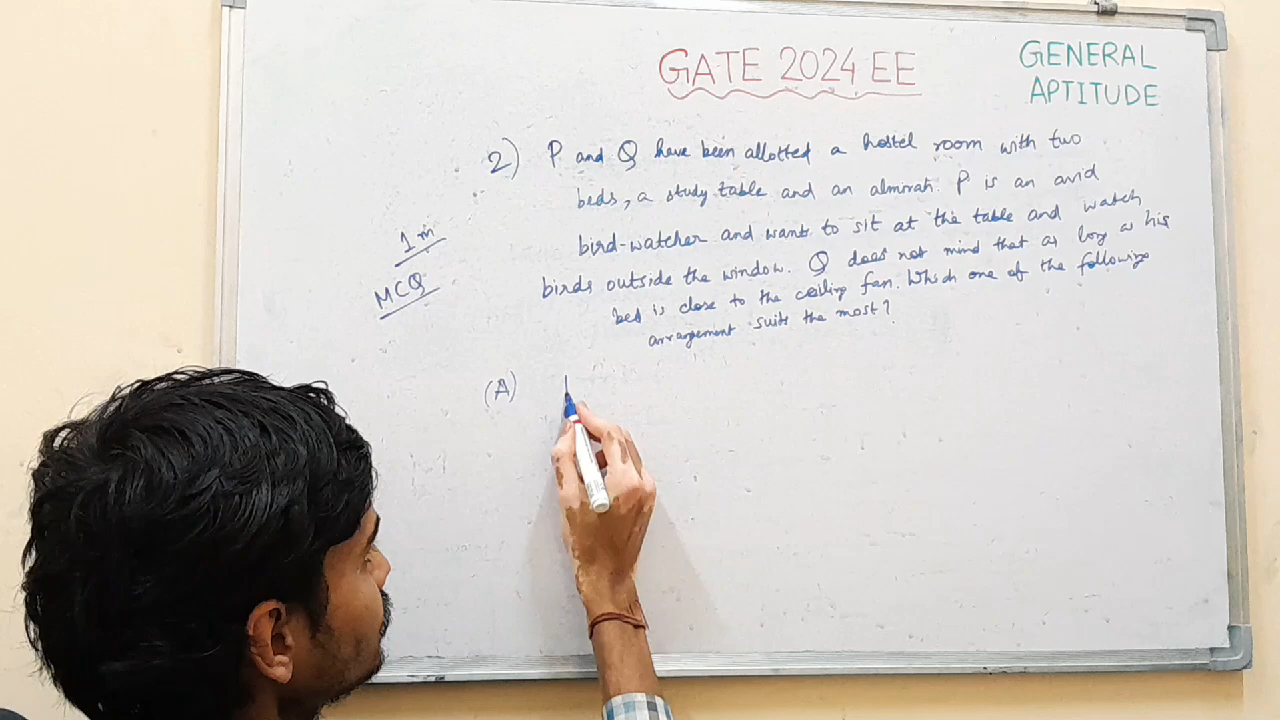 GATE 2024 EE
GENERAL
APTITUDE
2) P and Q have been allotted a hostel room with two
beds, a study table and an almirah. P is an avid
bird-watcher and wants to sit at the table and watch
birds outside the window. Q does not mind that as long as his
bed is close to the ceiling fan. Which one of the following
arrangement suits the most?
1 m
MCQ
(A)